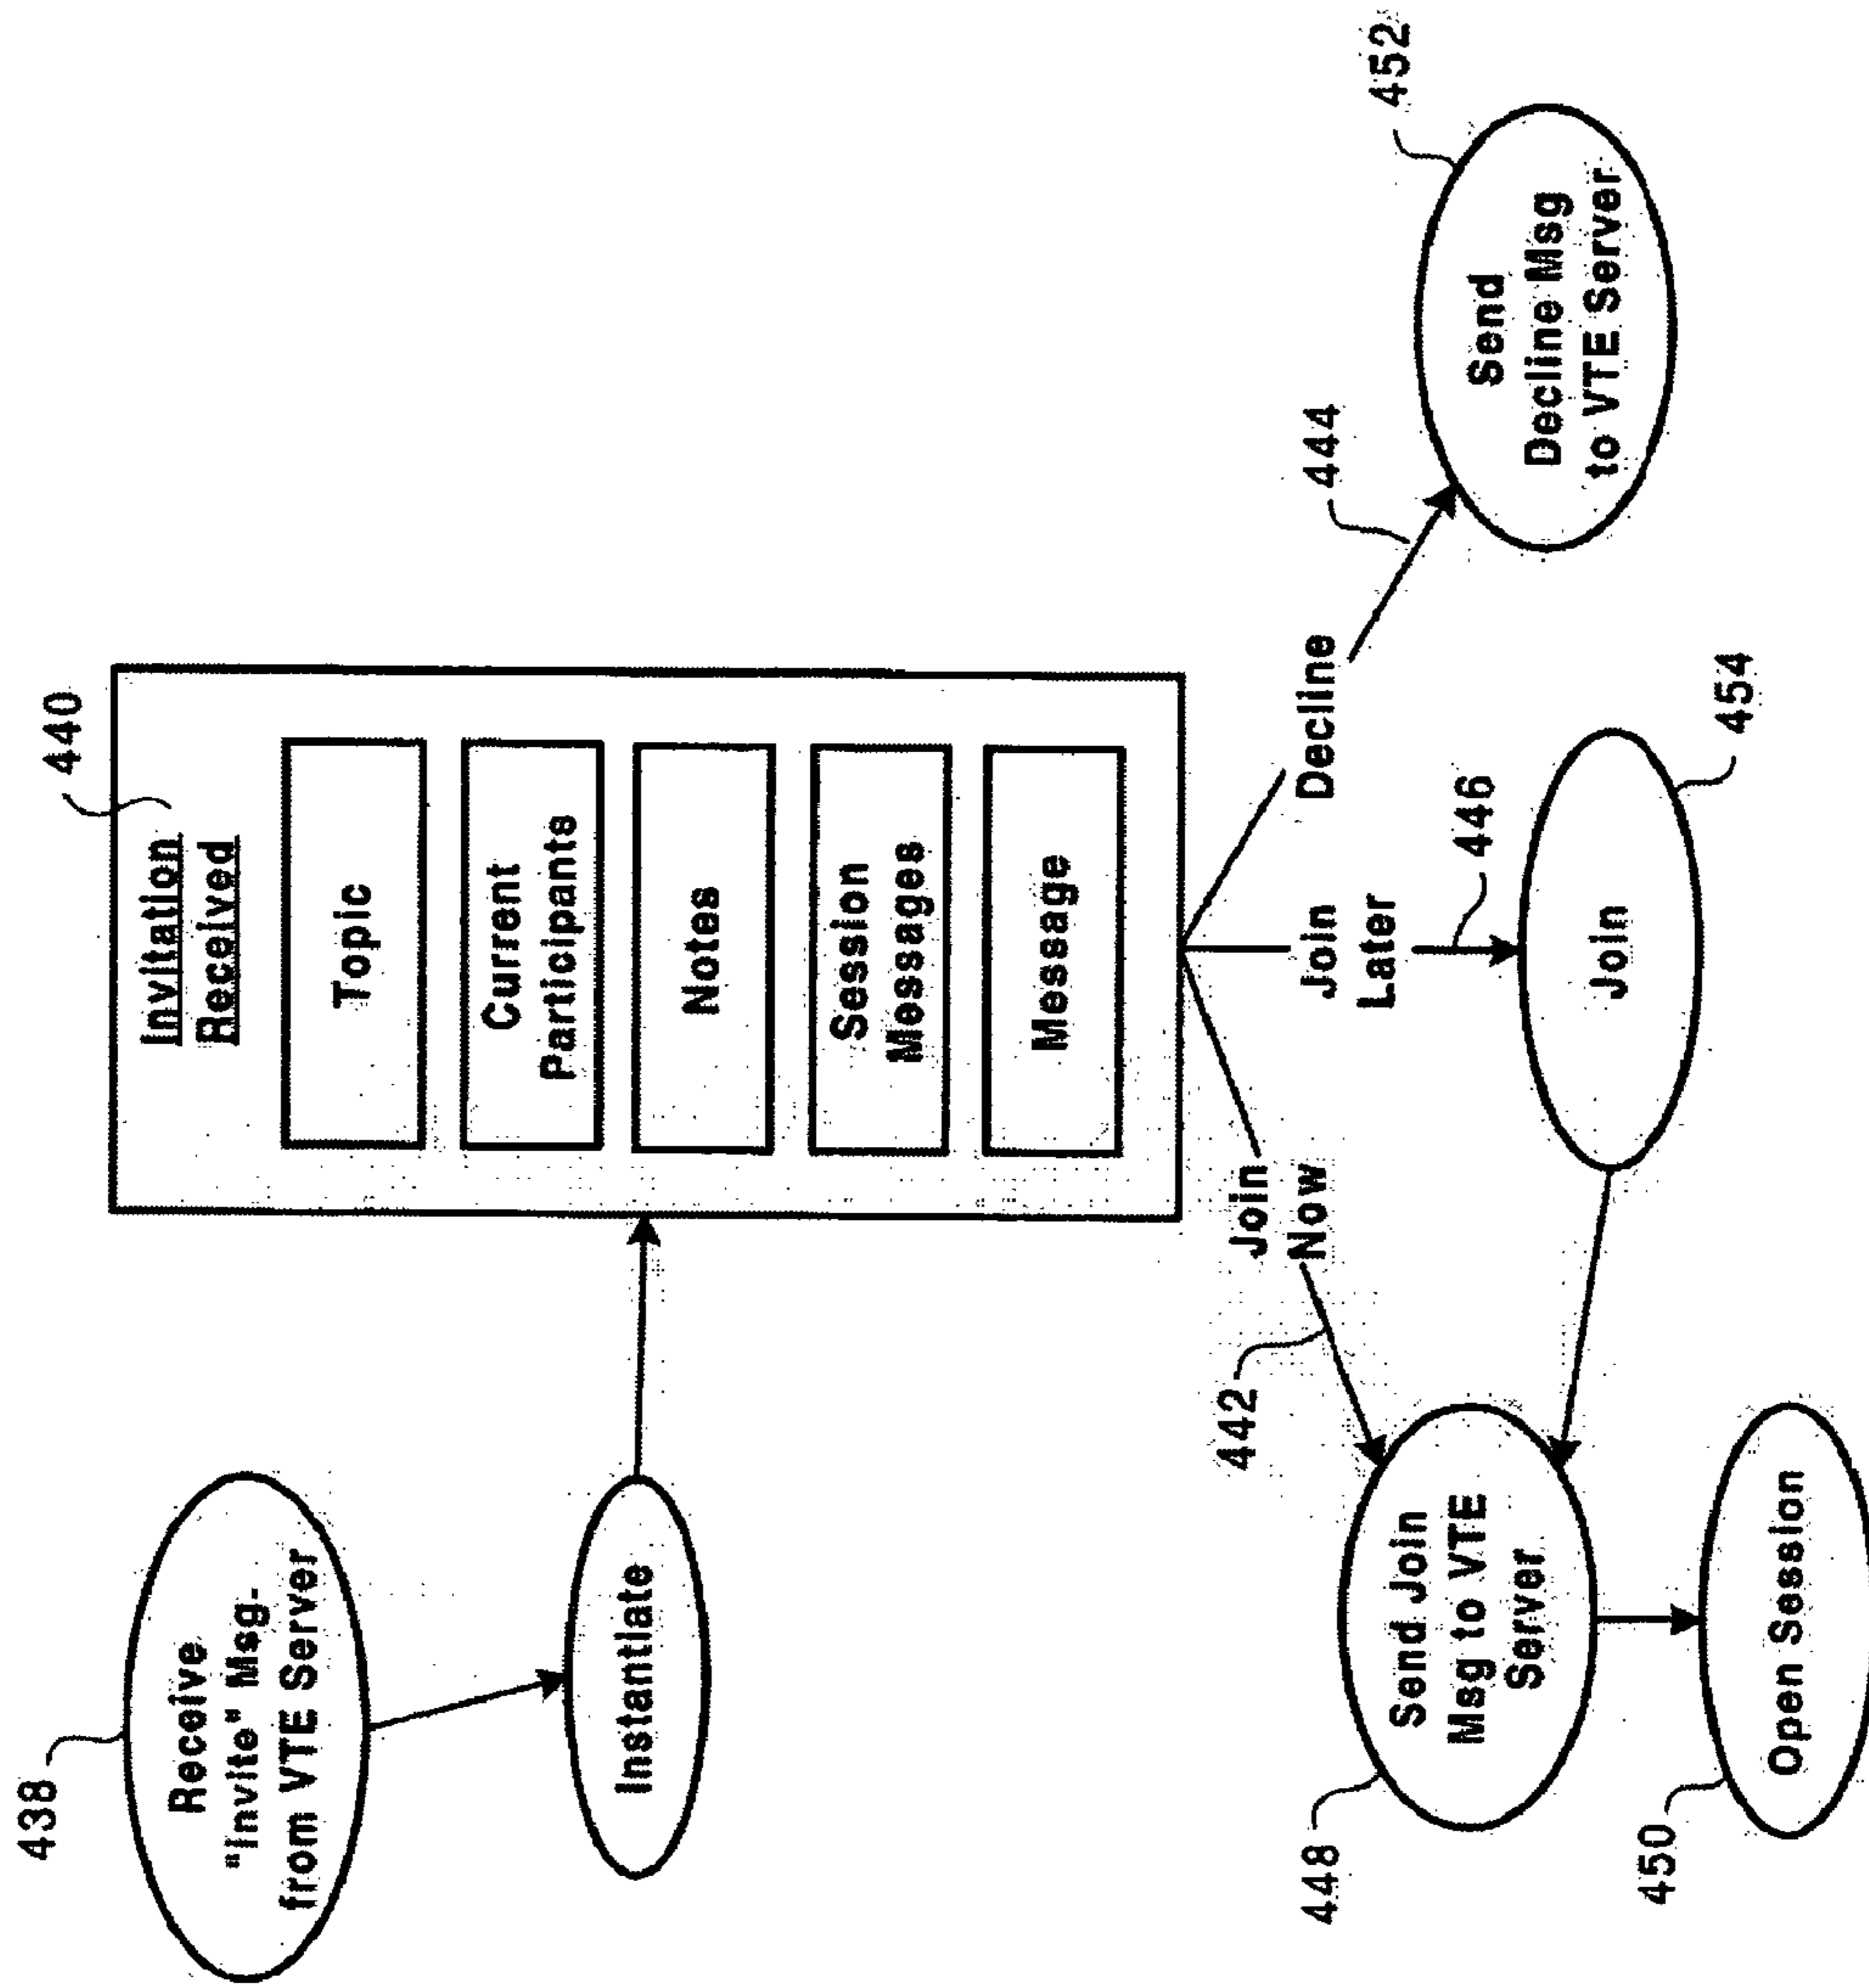 438
Receive
"Invite" Msg.
from VTE Server
Instantiate
440
Invitation
Received
Topic
Current
Participants
Notes
Session
Messages
Message
Join
Now
442
Join
Later
446
Decline
444
448
Send Join
Msg to VTE
Server
450
Open Session
Join
454
452
Send
Decline Msg
to VTE Server